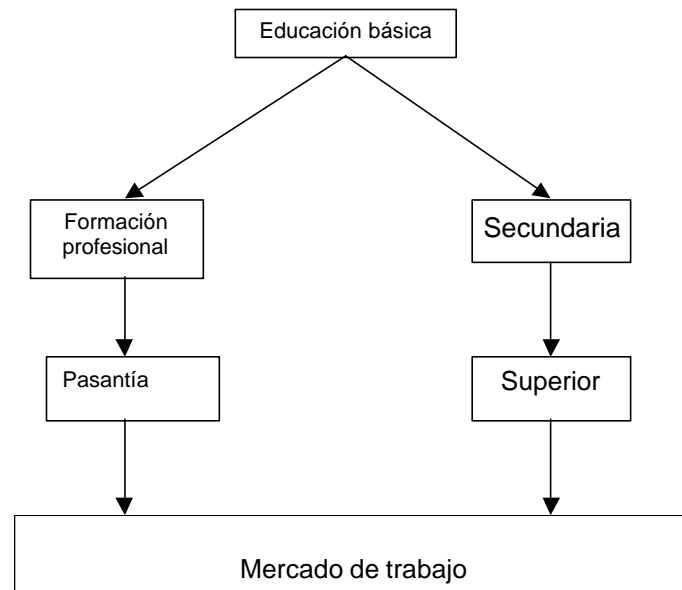 Educación básica
Formación
profesional
Secundaria
Pasantía
Superior
Mercado de trabajo